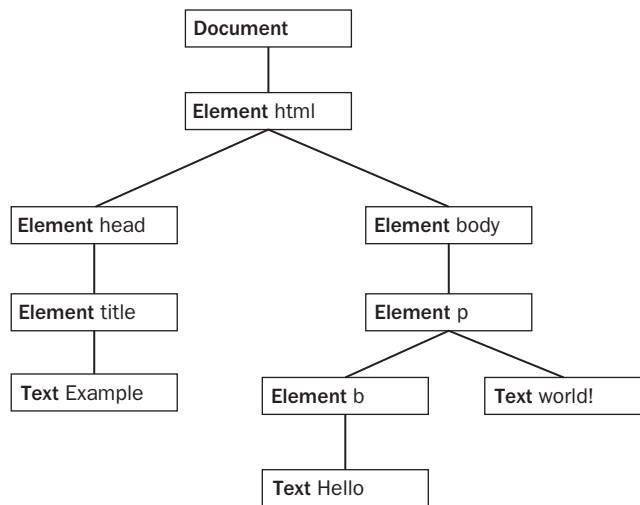 Document
Element html
Element head
Element body
Element title
Element p
Text Example
Element b
Text world!
Text Hello